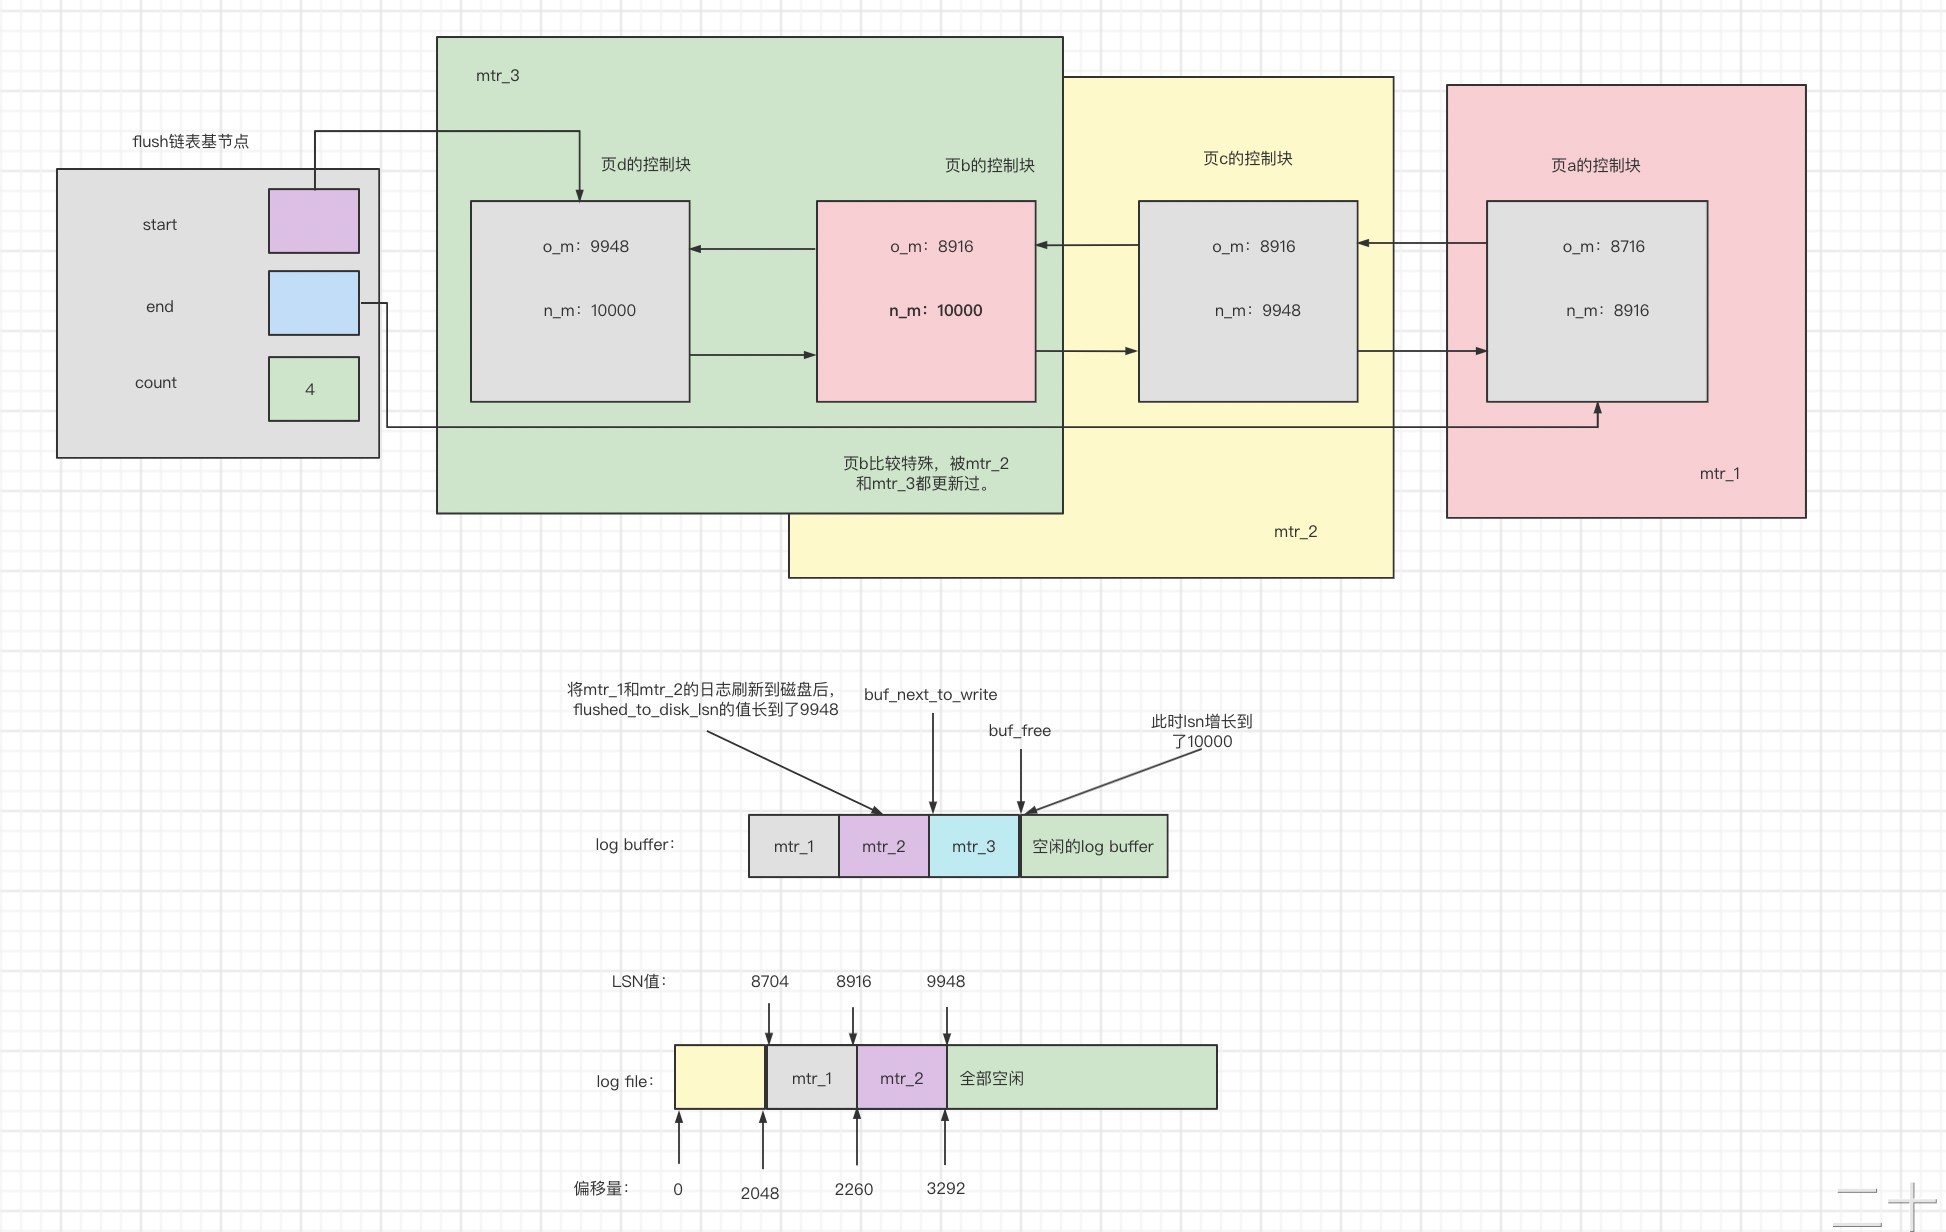 mtr_3
flush链表基节点
start
end
count
4
页d的控制块
页b的控制块
页c的控制块
页a的控制块
o_m：9948
n_m：10000
o_m：8916
n_m：10000
o_m：8916
n_m：9948
o_m：8716
n_m：8916
页b比较特殊，被mtr_2
和mtr_3都更新过。
mtr_1
mtr_2
将mtr_1和mtr_2的日志刷新到磁盘后，
flushed_to_disk_lsn的值长到了9948
buf_next_to_write
buf_free
此时lsn增长到
了10000
log buffer：
mtr_1
mtr_2
mtr_3
空闲的log buffer
LSN值：
8704
8916
9948
log file：
mtr_1
mtr_2
全部空闲
偏移量：
0
2048
2260
3292